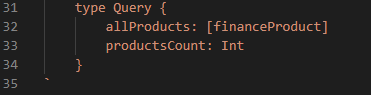 31 type Query {
32 allProducts: [financeProduct]
33 productsCount: Int
34 }
35 `